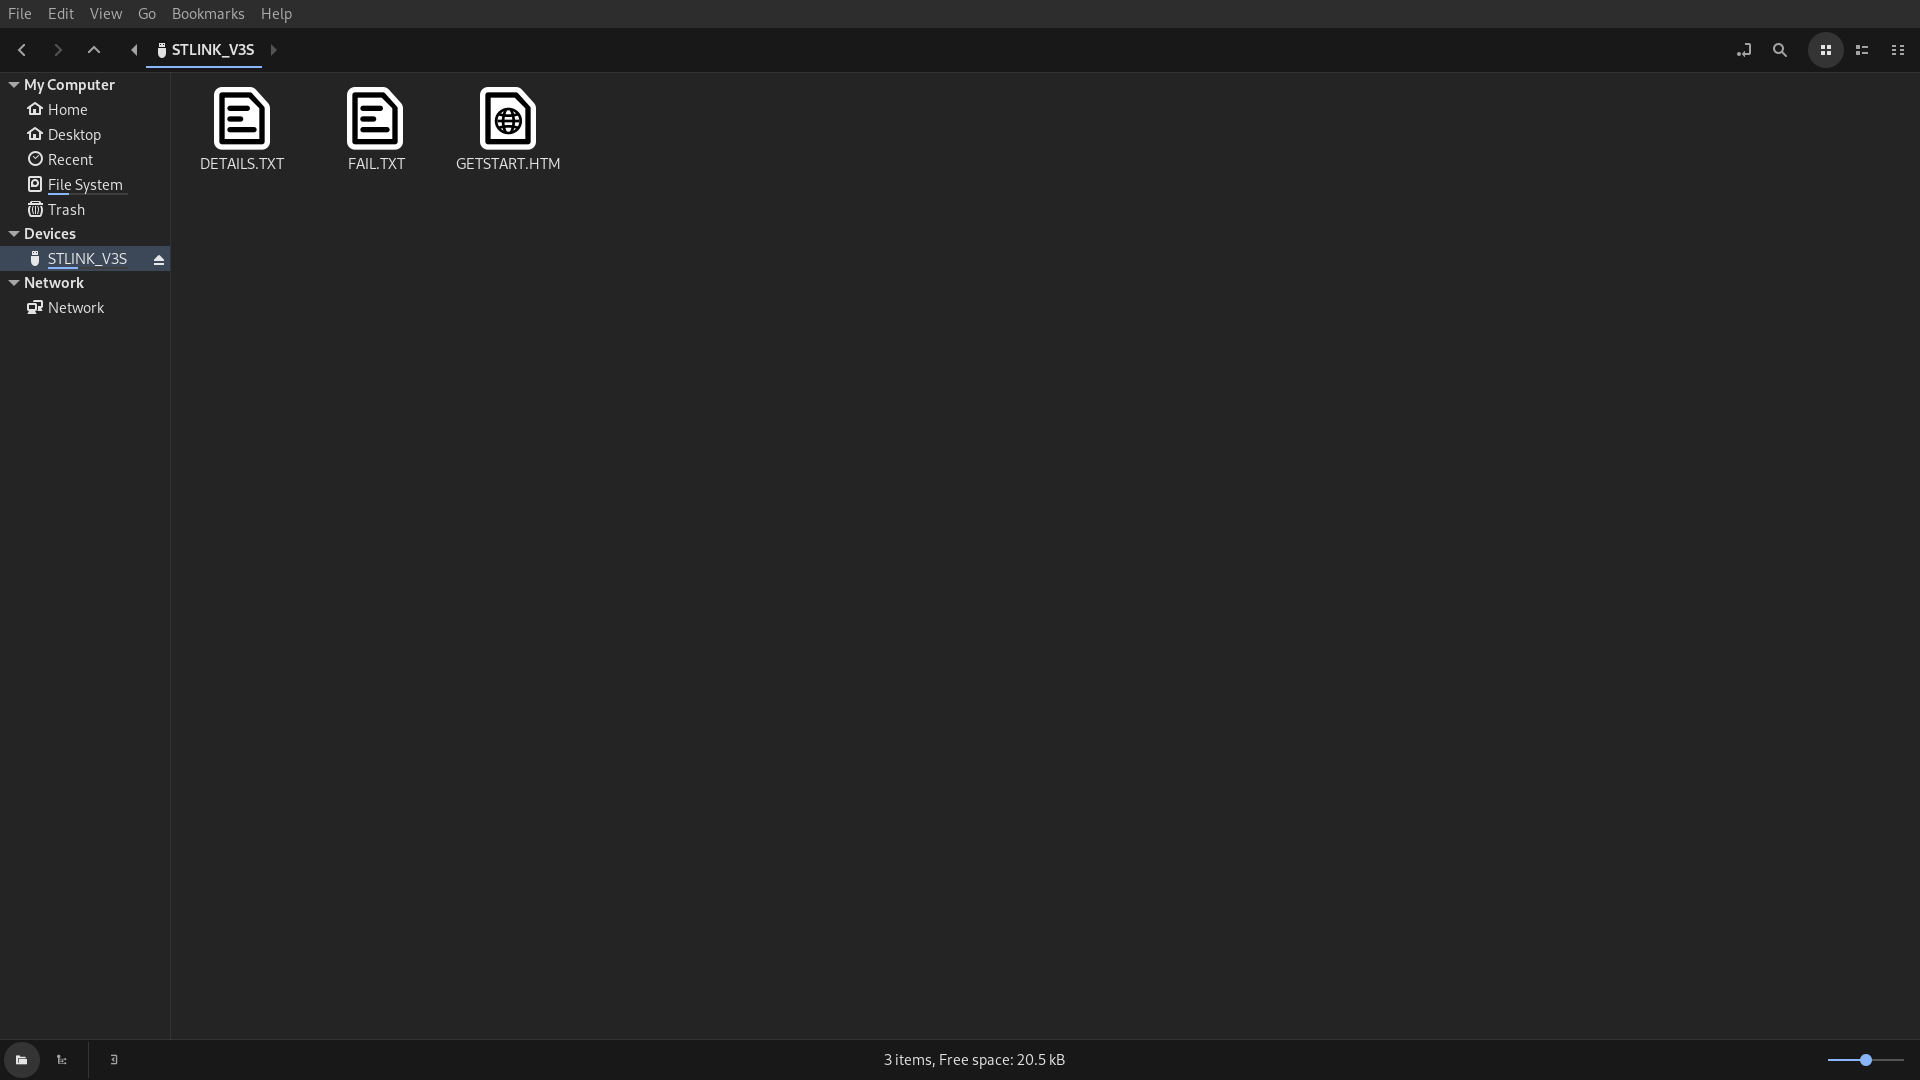 File Edit View Go Bookmarks Help
STLINK_V3S
My Computer
Home
Desktop
Recent
File System
Trash
Devices
STLINK_V3S
Network
Network
DETAILS.TXT FAIL.TXT GETSTART.HTM
3 items, Free space: 20.5 kB